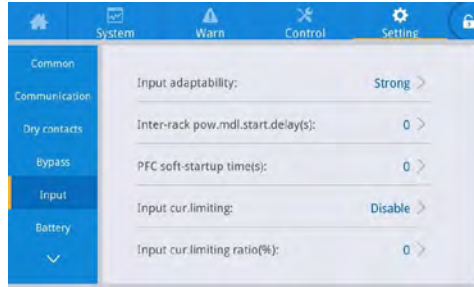 System
Warn
Control
Setting
Common
Communication
Dry contacts
Bypass
Input
Battery
Input adaptability: Strong
Inter-rack pow.mdl.start.delay(s): 0
PFC soft-startup time(s): 0
Input cur.limiting: Disable
Input cur.limiting ratio(%): 0